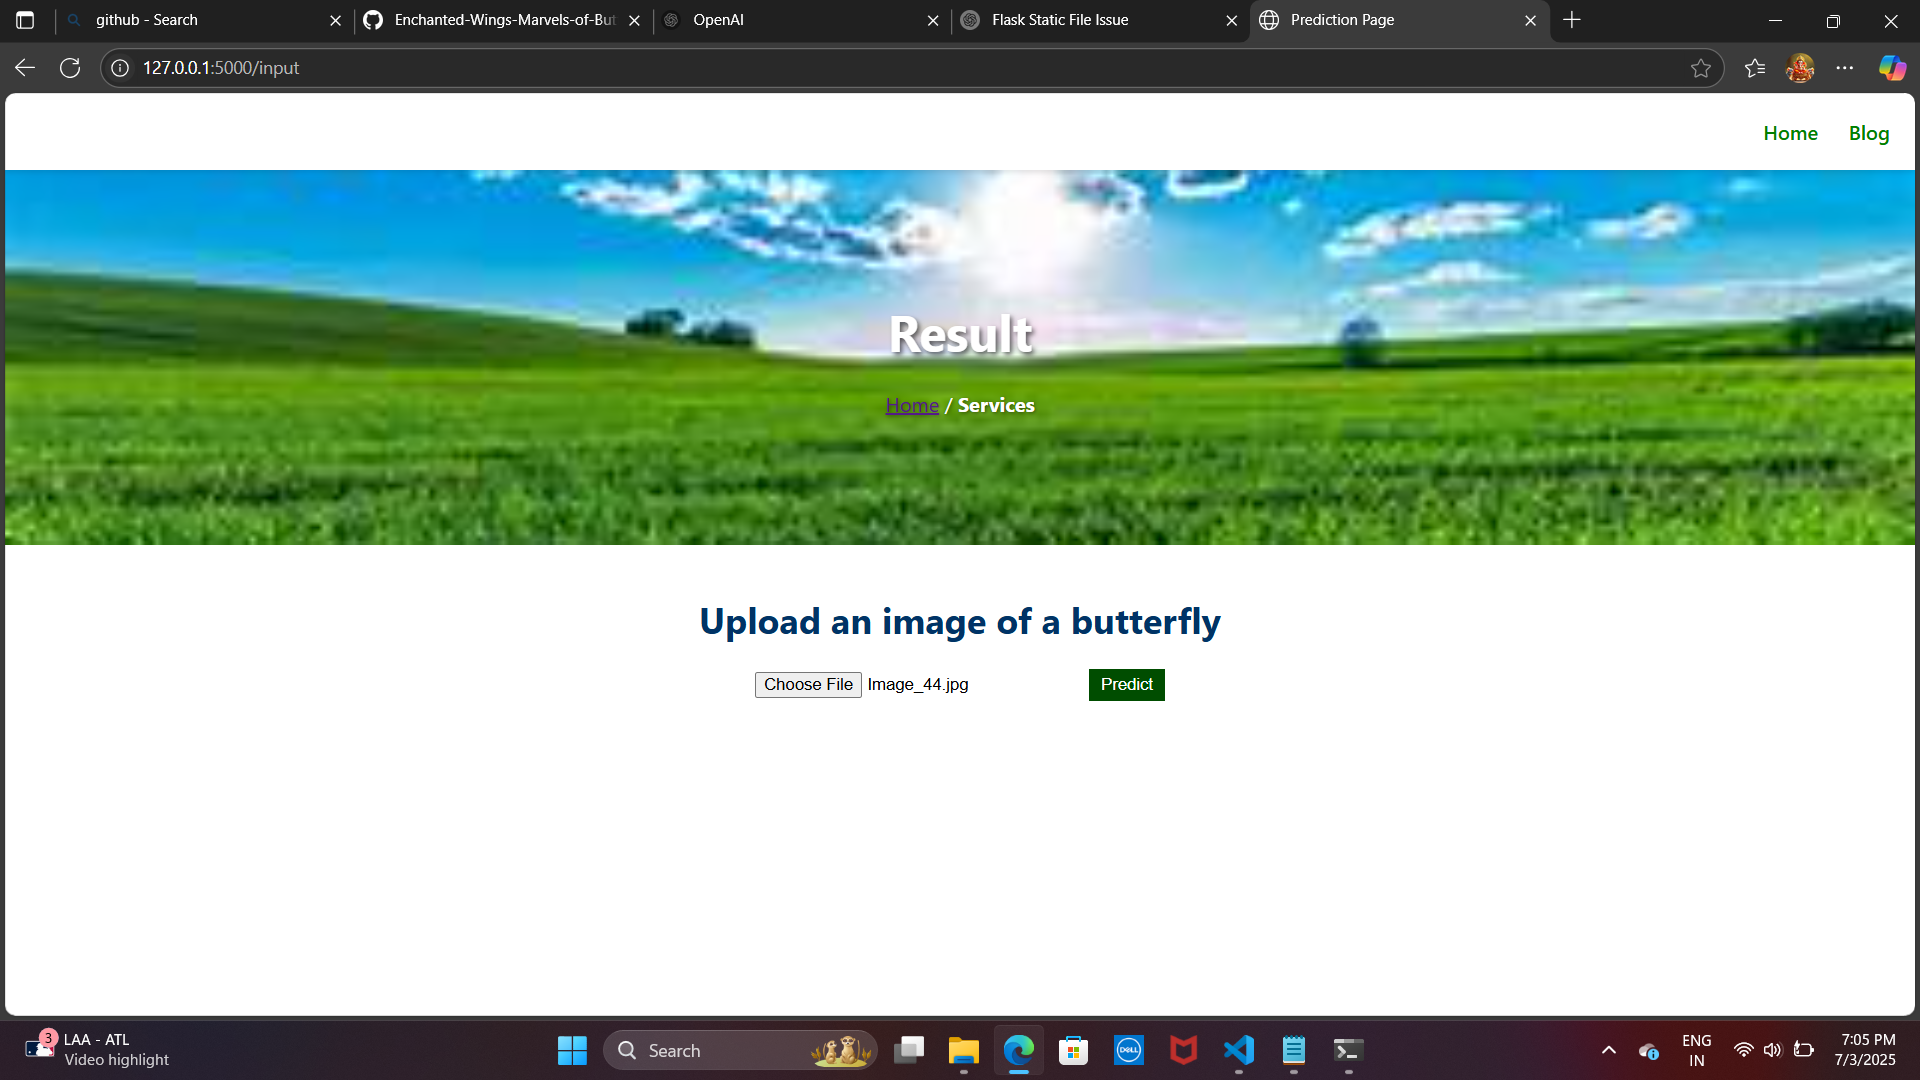 github - Search
Enchanted-Wings-Marvels-of-But
OpenAI
Flask Static File Issue
Prediction Page
127.0.0.1:5000/input
Home Blog
Result
Home / Services
Upload an image of a butterfly
Choose File Image_44.jpg Predict
3
LAA - ATL
Video highlight
Search
DELL
ENG
IN
7:05 PM
7/3/2025